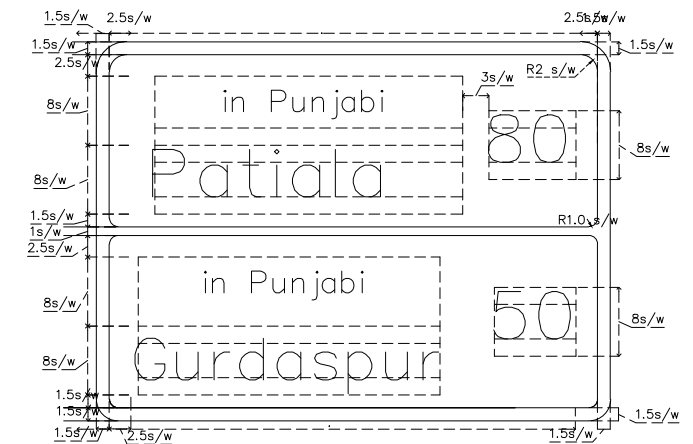 1.5s/w 2.5s/w 2.5s/w 1.5s/w
1.5s/w 1.5s/w
2.5s/w R2 s/w
3s/w
8s/w in Punjabi
80 8s/w
8s/w Patiala
1.5s/w R1.0 s/w
1s/w
2.5s/w
in Punjabi
8s/w 50 8s/w
8s/w Gurdaspur
1.5s/w
1.5s/w 1.5s/w
1.5s/w 2.5s/w 1.5s/w